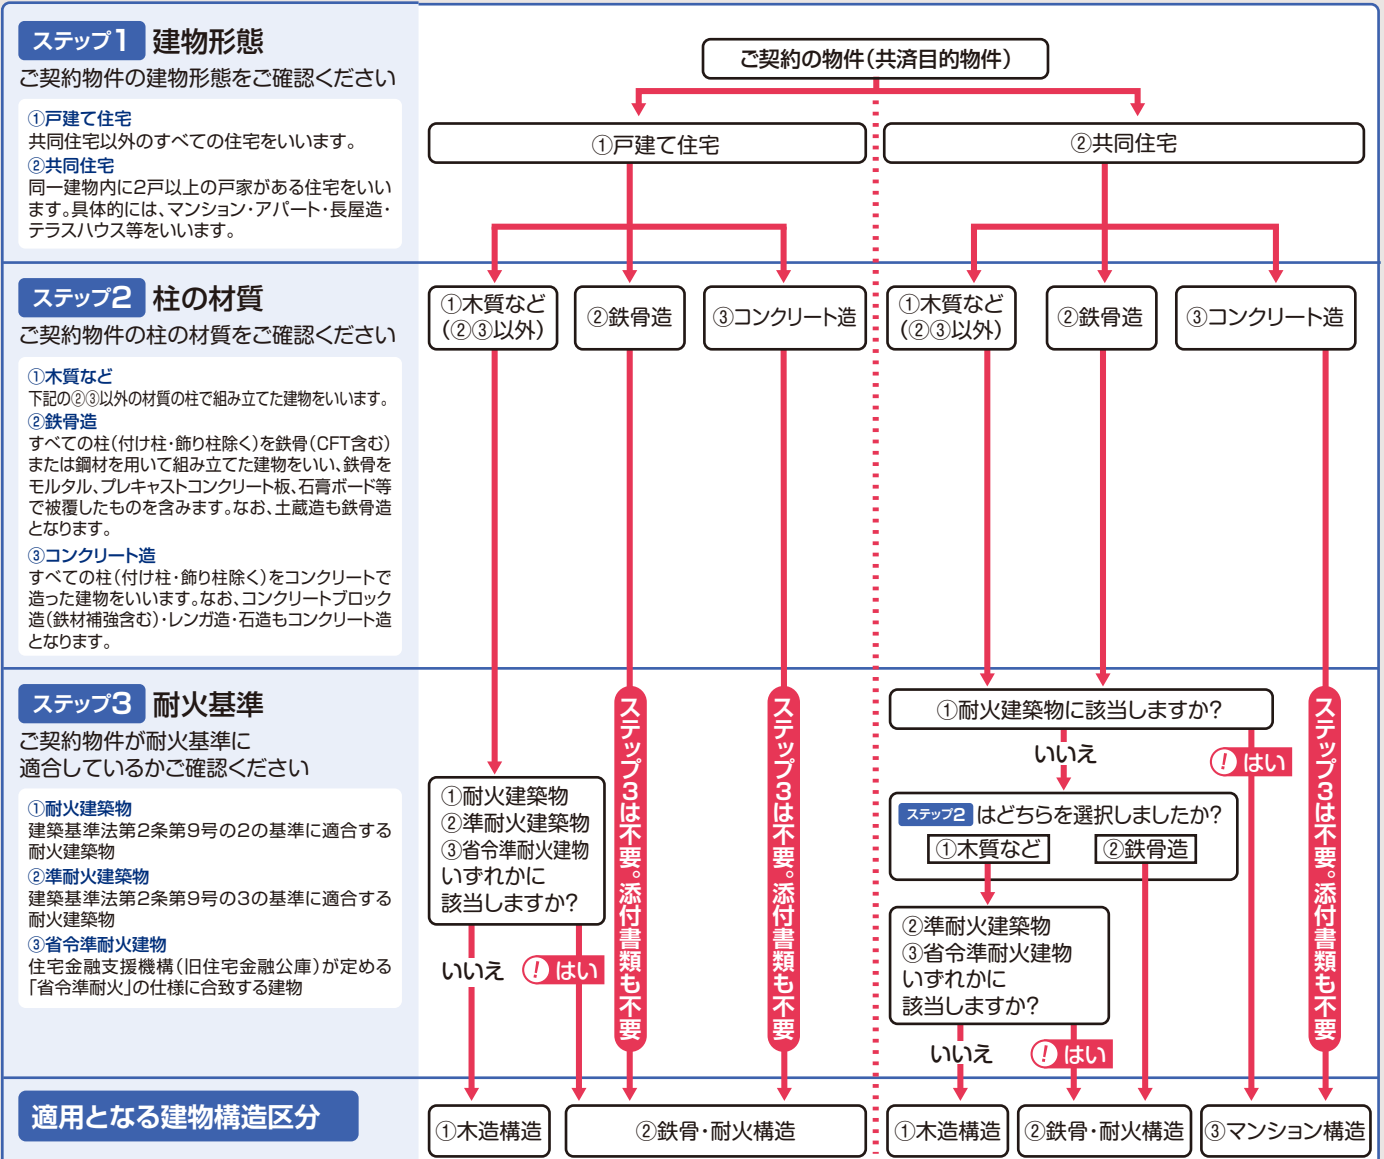 ステップ1 建物形態
ご契約物件の建物形態をご確認ください
①戸建て住宅
共同住宅以外のすべての住宅をいいます。
②共同住宅
同一建物内に2戸以上の戸家がある住宅をいい
ます。具体的には、マンション・アパート・長屋造・
テラスハウス等をいいます。
ご契約の物件(共済目的物件)
①戸建て住宅
②共同住宅
ステップ2 柱の材質
ご契約物件の柱の材質をご確認ください
①木質など
下記の②③以外の材質の柱で組み立てた建物をいいます。
②鉄骨造
すべての柱(付け柱・飾り柱除く)を鉄骨(CFT含む)
または鋼材を用いて組み立てた建物をいい、鉄骨を
モルタル、プレキャストコンクリート板、石膏ボード等
で被覆したものを含みます。なお、土蔵造も鉄骨造
となります。
③コンクリート造
すべての柱(付け柱・飾り柱除く)をコンクリートで
造った建物をいいます。なお、コンクリートブロック
造(鉄材補強含む)・レンガ造・石造もコンクリート造
となります。
①木質など
(②③以外)
②鉄骨造
③コンクリート造
①木質など
(②③以外)
②鉄骨造
③コンクリート造
ステップ3 耐火基準
ご契約物件が耐火基準に
適合しているかご確認ください
①耐火建築物
建築基準法第2条第9号の2の基準に適合する
耐火建築物
②準耐火建築物
建築基準法第2条第9号の3の基準に適合する
耐火建築物
③省令準耐火建物
住宅金融支援機構(旧住宅金融公庫)が定める
「省令準耐火」の仕様に合致する建物
①耐火建築物
②準耐火建築物
③省令準耐火建物
いずれかに
該当しますか?
いいえ
! はい
ステップ3は不要。添付書類も不要
ステップ3は不要。添付書類も不要
①耐火建築物に該当しますか?
いいえ
! はい
ステップ2 はどちらを選択しましたか?
①木質など
②鉄骨造
②準耐火建築物
③省令準耐火建物
いずれかに
該当しますか?
いいえ
! はい
ステップ3は不要。添付書類も不要
適用となる建物構造区分
①木造構造
②鉄骨・耐火構造
①木造構造
②鉄骨・耐火構造
③マンション構造